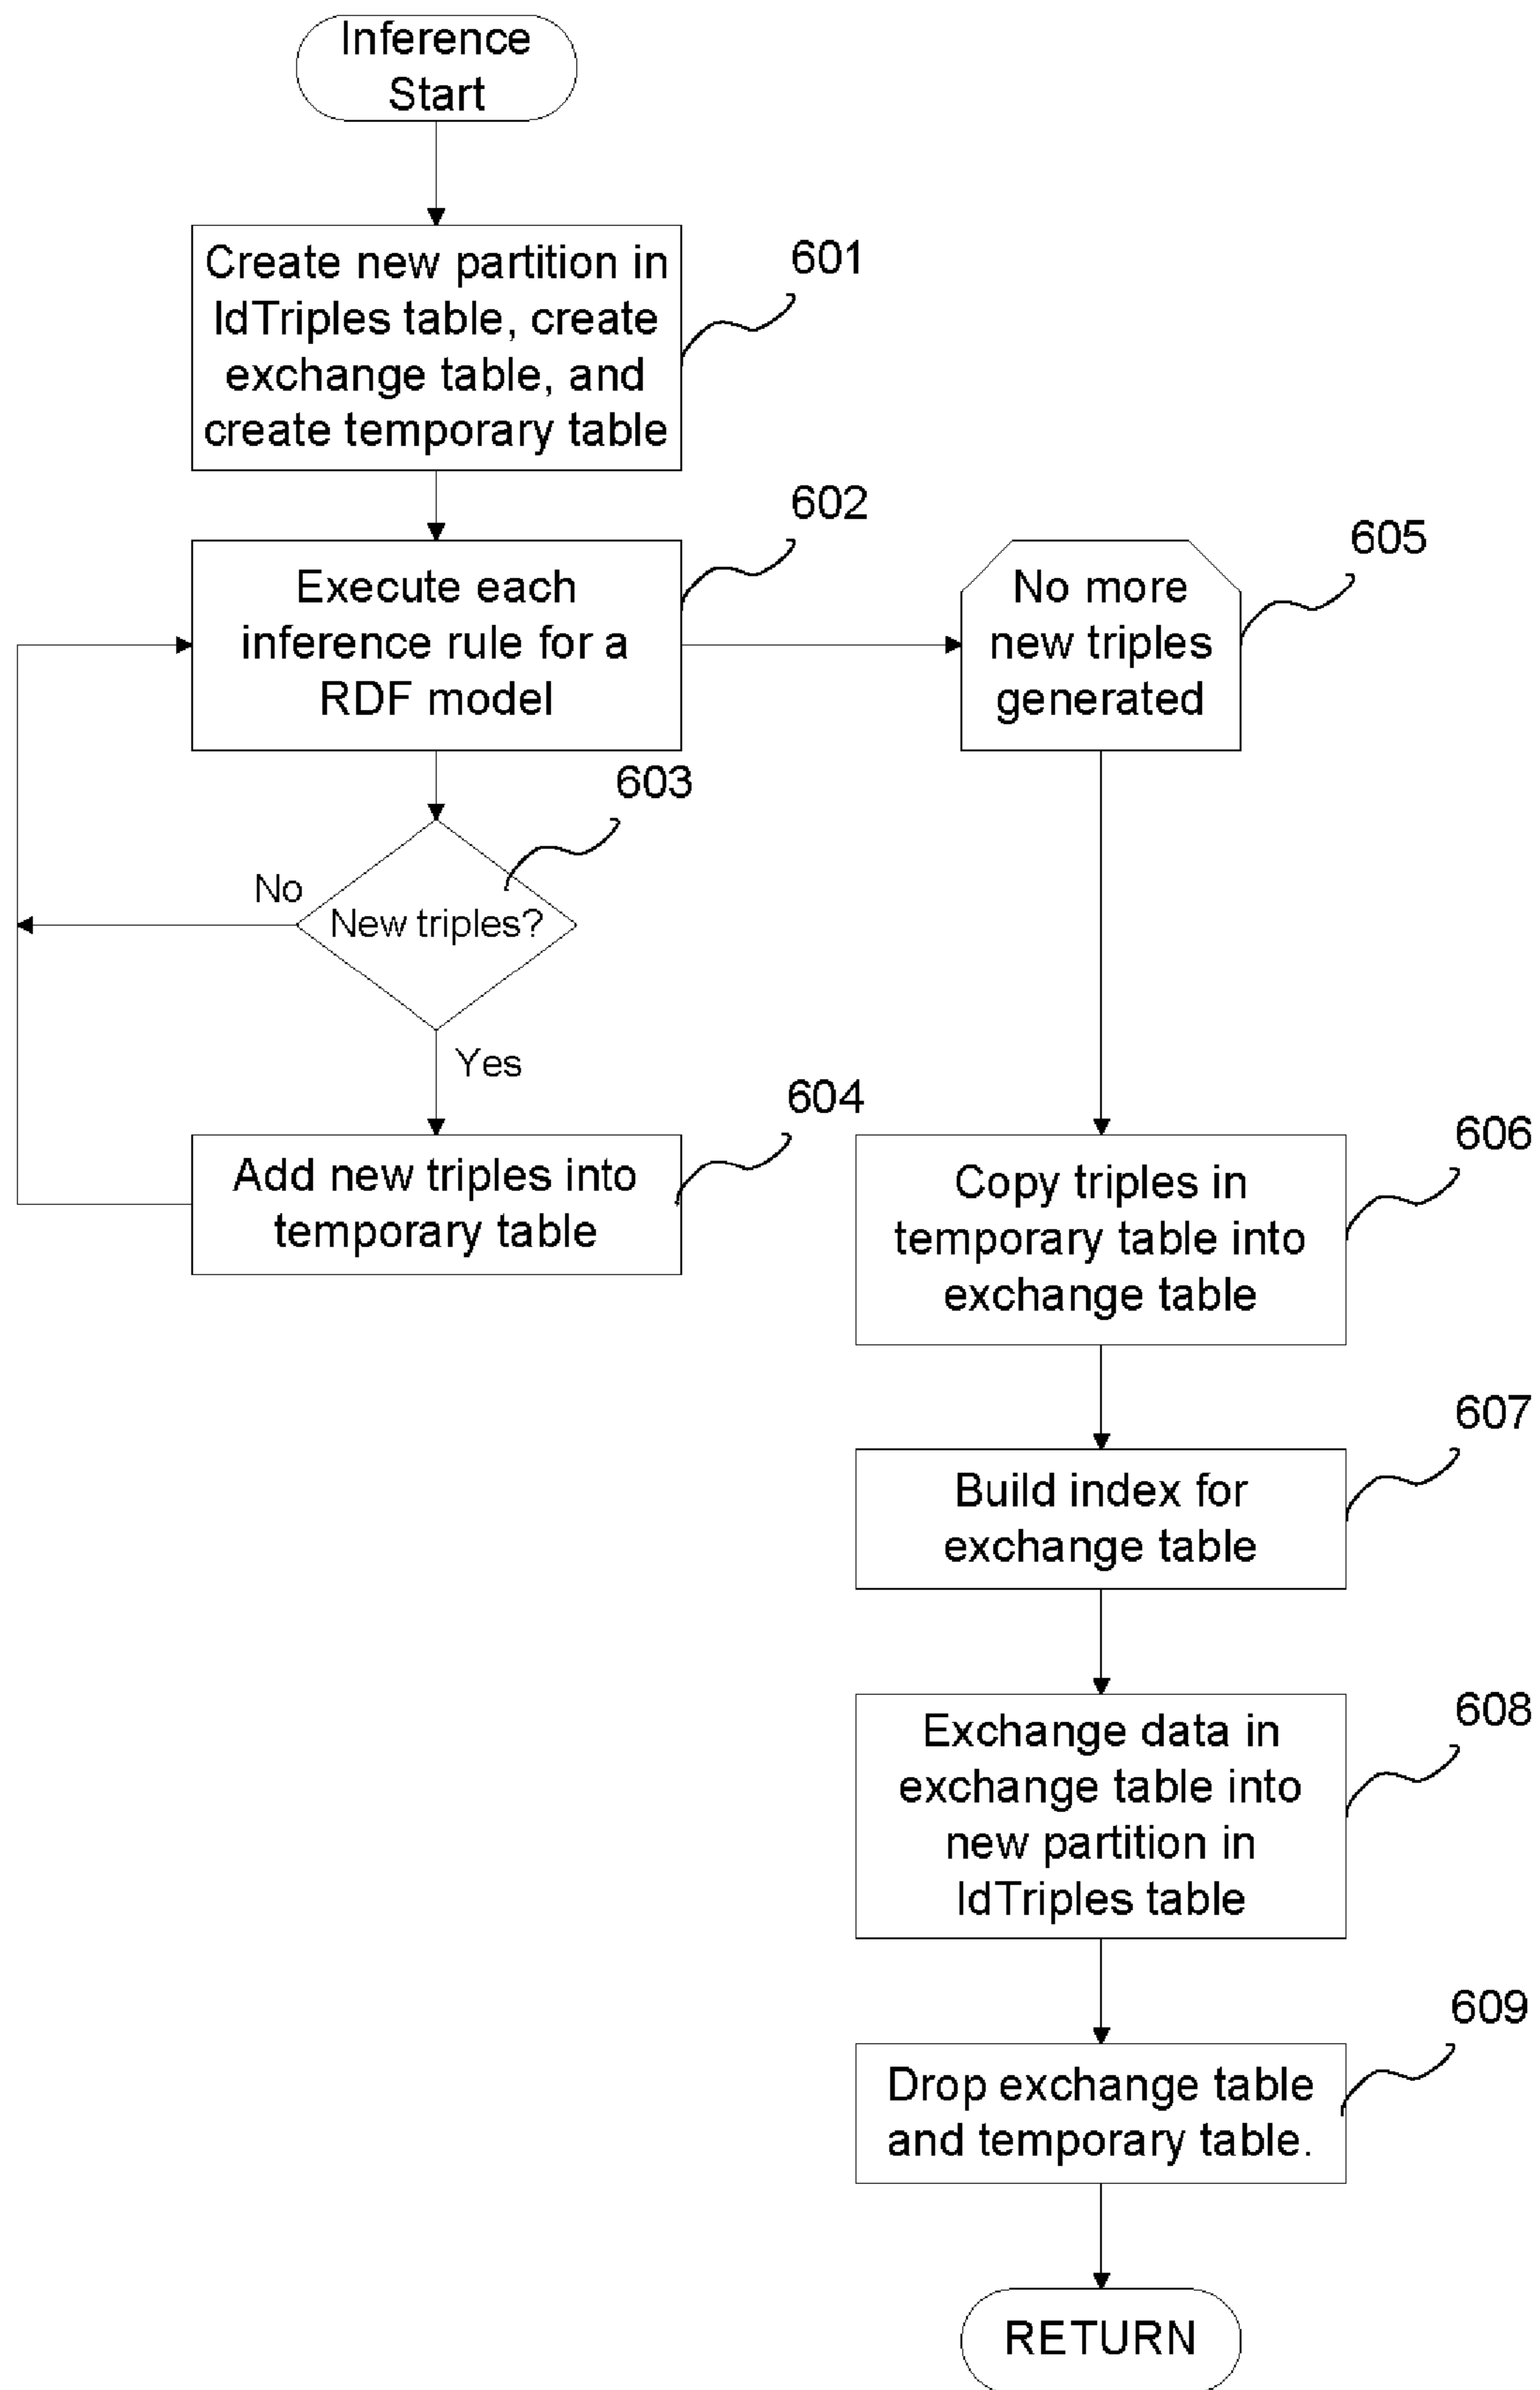 Inference
Start
601
Create new partition in
IdTriples table, create
exchange table, and
create temporary table
602
Execute each
inference rule for a
RDF model
605
No more
new triples
generated
603
No
New triples?
Yes
604
Add new triples into
temporary table
606
Copy triples in
temporary table into
exchange table
607
Build index for
exchange table
608
Exchange data in
exchange table into
new partition in
IdTriples table
609
Drop exchange table
and temporary table.
RETURN